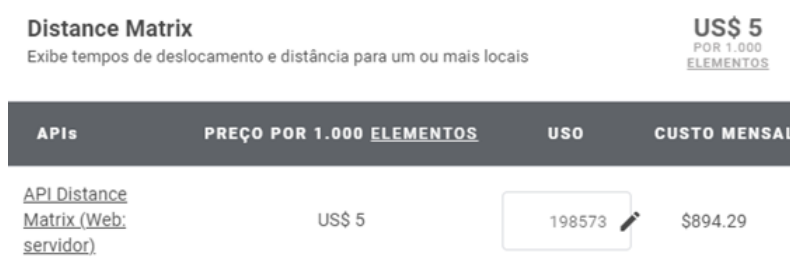 Distance Matrix
US$ 5
Exibe tempos de deslocamento e distância para um ou mais locais
POR 1.000
ELEMENTOS
APIs PREÇO POR 1.000 ELEMENTOS USO CUSTO MENSAL
API Distance
Matrix (Web:
servidor)
US$ 5 198573 $894.29